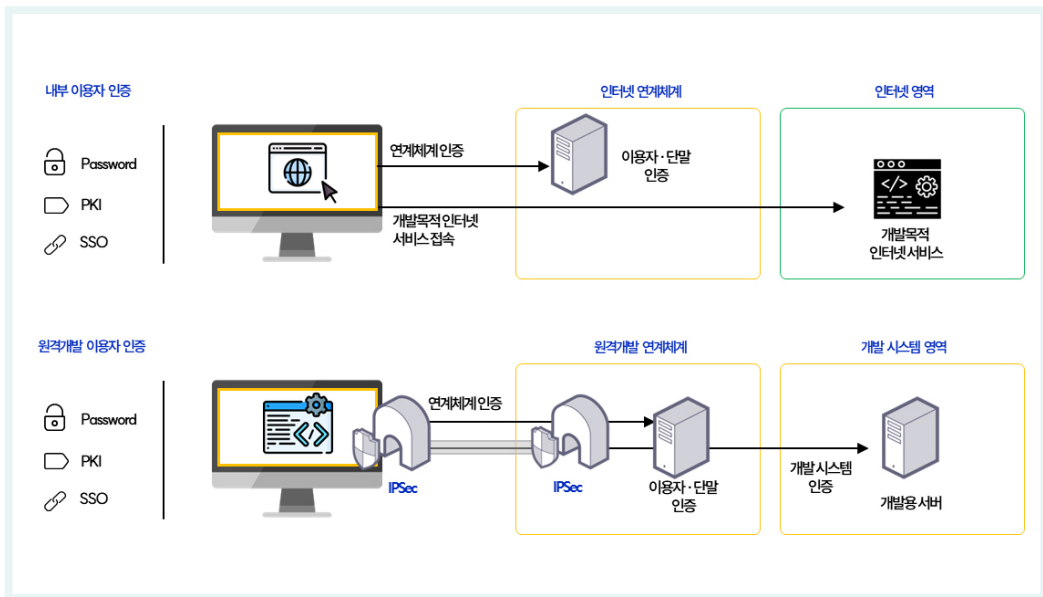 내부 이용자 인증
인터넷 연계체계
인터넷 영역
Password
PKI
SSO
연계체계 인증
개발목적 인터넷
서비스 접속
이용자·단말
인증
</>
개발목적
인터넷 서비스
원격개발 이용자 인증
원격개발 연계체계
개발 시스템 영역
Password
PKI
SSO
연계체계 인증
IPSec
IPSec
이용자·단말
인증
개발 시스템
인증
개발용 서버